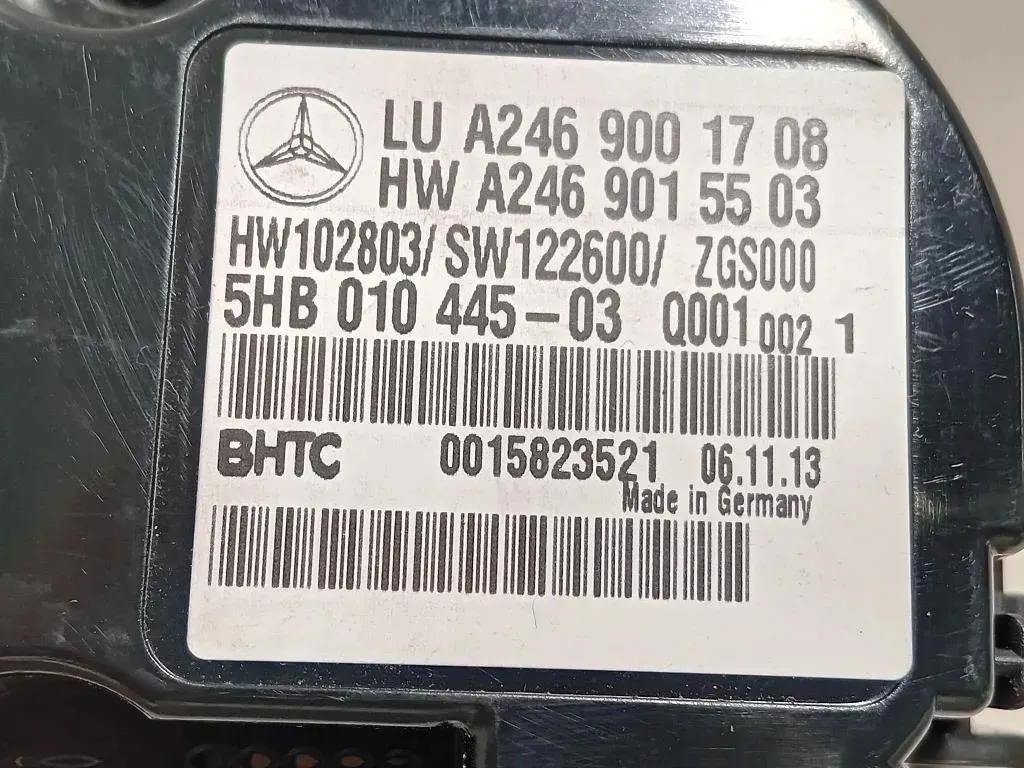 LU A246 900 17 08
HW A246 901 55 03
HW102803/ SW122600/ ZGS000
5HB 010 445-03 Q001 002 1
BHTC 0015823521 06.11.13
Made in Germany